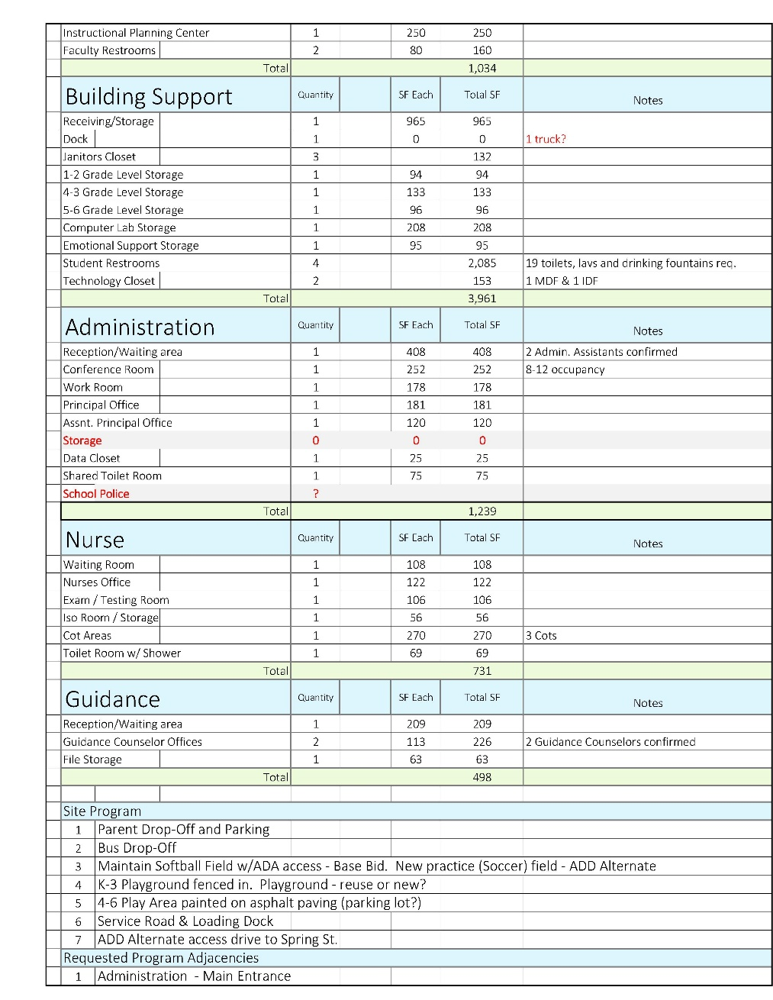 Instructional Planning Center 1 250 250
Faculty Restrooms 2 80 160
Total 1,034
Building Support Quantity SF Each Total SF Notes
Receiving/Storage 1 965 965
Dock 1 0 0 1 truck?
Janitors Closet 3 132
1-2 Grade Level Storage 1 94 94
4-3 Grade Level Storage 1 133 133
5-6 Grade Level Storage 1 96 96
Computer Lab Storage 1 208 208
Emotional Support Storage 1 95 95
Student Restrooms 4 2,085 19 toilets, lavs and drinking fountains req.
Technology Closet 2 153 1 MDF & 1 IDF
Total 3,961
Administration Quantity SF Each Total SF Notes
Reception/Waiting area 1 408 408 2 Admin. Assistants confirmed
Conference Room 1 252 252 8-12 occupancy
Work Room 1 178 178
Principal Office 1 181 181
Assnt. Principal Office 1 120 120
Storage 0 0 0
Data Closet 1 25 25
Shared Toilet Room 1 75 75
School Police ?
Total 1,239
Nurse Quantity SF Each Total SF Notes
Waiting Room 1 108 108
Nurses Office 1 122 122
Exam / Testing Room 1 106 106
Iso Room / Storage 1 56 56
Cot Areas 1 270 270 3 Cots
Toilet Room w/ Shower 1 69 69
Total 731
Guidance Quantity SF Each Total SF Notes
Reception/Waiting area 1 209 209
Guidance Counselor Offices 2 113 226 2 Guidance Counselors confirmed
File Storage 1 63 63
Total 498
Site Program
1 Parent Drop-Off and Parking
2 Bus Drop-Off
3 Maintain Softball Field w/ADA access - Base Bid. New practice (Soccer) field - ADD Alternate
4 K-3 Playground fenced in. Playground - reuse or new?
5 4-6 Play Area painted on asphalt paving (parking lot?)
6 Service Road & Loading Dock
7 ADD Alternate access drive to Spring St.
Requested Program Adjacencies
1 Administration - Main Entrance